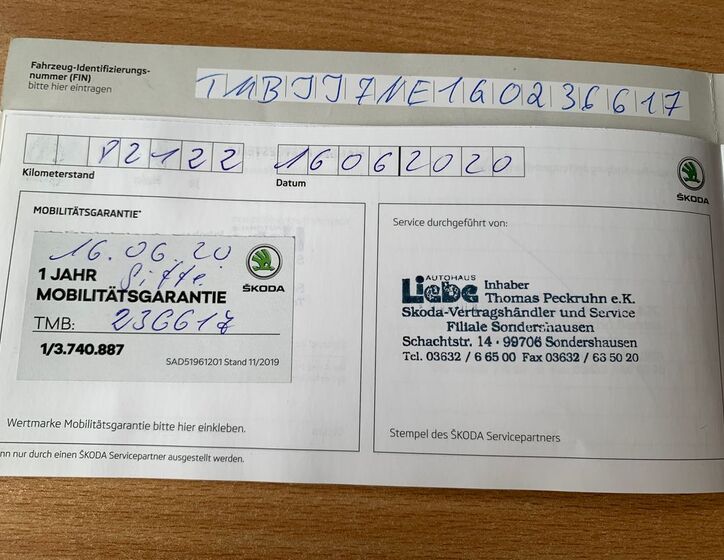 Fahrzeug-Identifizierungs-
nummer (FIN)
bitte hier eintragen
TMBJJ7NE1G0236617
Kilometerstand
16062020
Datum
ŠKODA
MOBILITÄTSGARANTIE*
16.06.20
1 JAHR
MOBILITÄTSGARANTIE
ŠKODA
TMB: 236617
1/3.740.887
SAD51961201 Stand 11/2019
Wertmarke Mobilitätsgarantie bitte hier einkleben.
Service durchgeführt von:
AUTOHAUS
Liebe Inhaber
Thomas Peckruhn e.K.
Skoda-Vertragshändler und Service
Filiale Sondershausen
Schachtstr. 14 · 99706 Sondershausen
Tel. 03632 / 6 65 00 Fax 03632 / 66 50 20
Stempel des ŠKODA Servicepartners
nn nur durch einen ŠKODA Servicepartner ausgestellt werden.